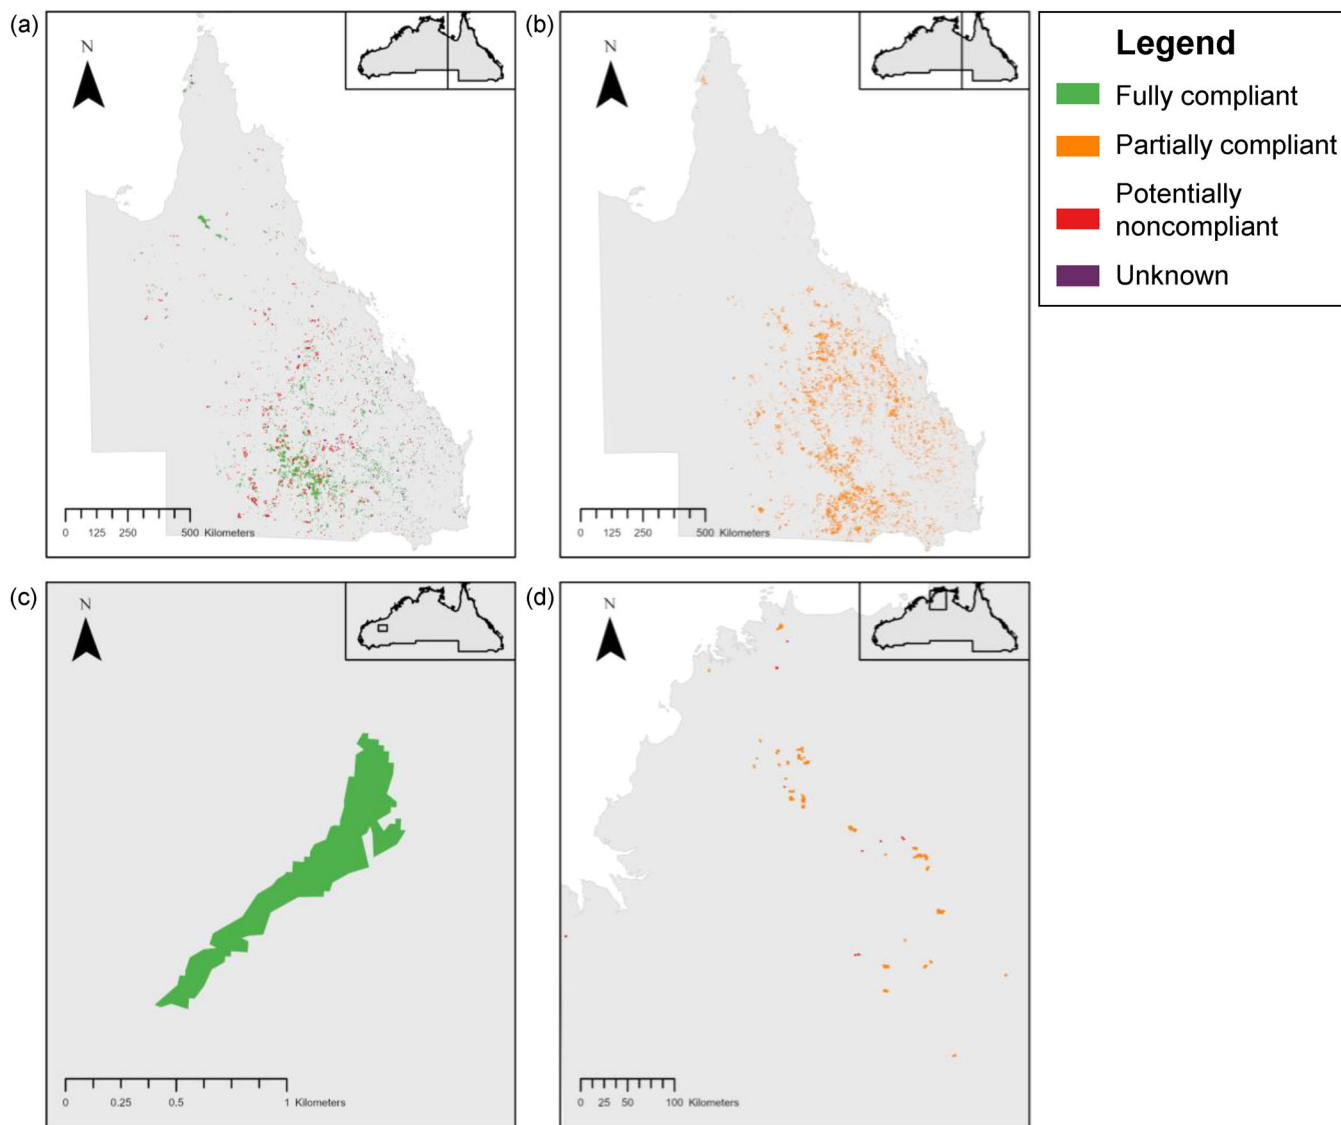 (a)
N
0 125 250 500 Kilometers
(b)
N
0 125 250 500 Kilometers
Legend
Fully compliant
Partially compliant
Potentially
noncompliant
Unknown
(c)
N
0 0.25 0.5 1 Kilometers
(d)
N
0 25 50 100 Kilometers